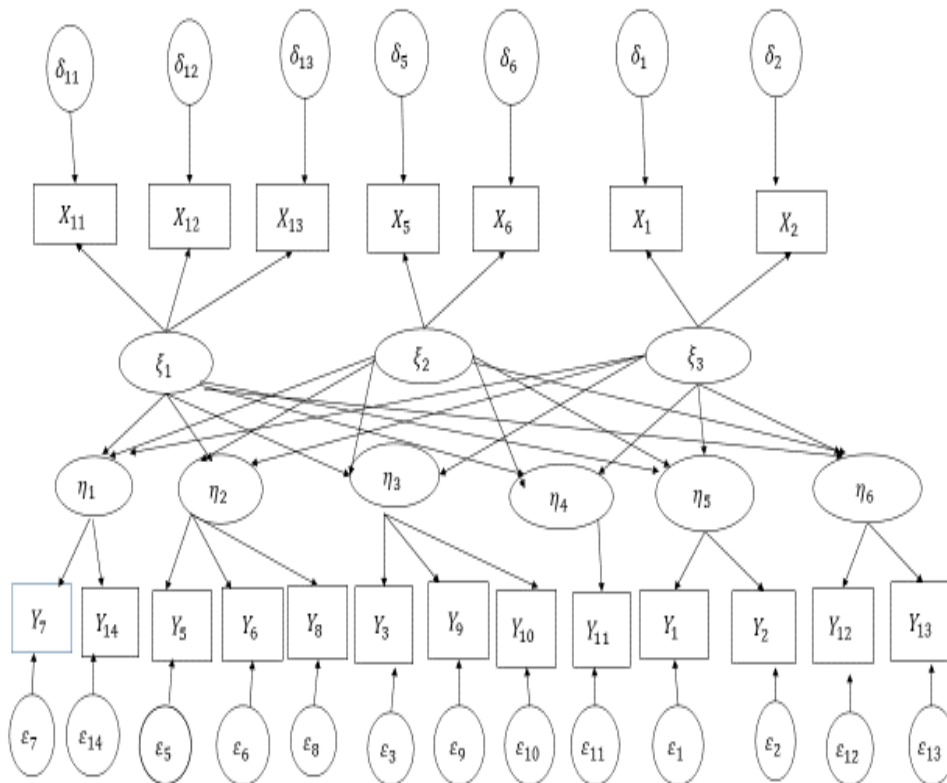 δ₁₁ δ₁₂ δ₁₃ δ₅ δ₆ δ₁ δ₂
X₁₁ X₁₂ X₁₃ X₅ X₆ X₁ X₂
ξ₁ ξ₂ ξ₃
η₁ η₂ η₃ η₄ η₅ η₆
Y₇ Y₁₄ Y₅ Y₆ Y₈ Y₃ Y₉ Y₁₀ Y₁₁ Y₁ Y₂ Y₁₂ Y₁₃
ε₇ ε₁₄ ε₅ ε₆ ε₈ ε₃ ε₉ ε₁₀ ε₁₁ ε₁ ε₂ ε₁₂ ε₁₃